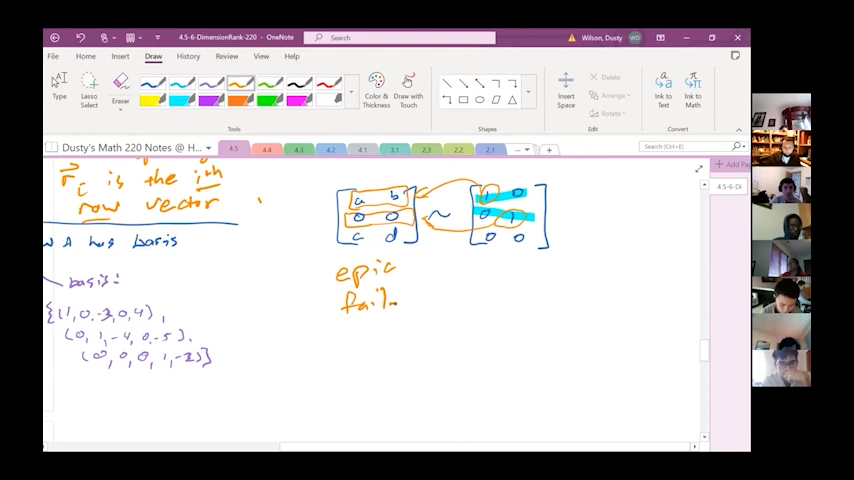 4.5-6-DimensionRank-220 - OneNote
Search
Wilson, Dusty
WD
File Home Insert Draw History Review View Help
Type
Lasso Select
Eraser
Color & Thickness
Draw with Touch
Insert Space
Delete
Arrange
Rotate
Ink to Text
Ink to Math
Tools
Shapes
Edit
Convert
Dusty's Math 220 Notes @ H...
4.5 4.4 4.3 4.2 4.1 3.1 2.3 2.2 2.1
Search (Ctrl+E)
Add Pa
4.5-6-Di
r i is the ith
row vector
A has basis
basis:
{(1, 0, -3, 0, 4),
(0, 1, -4, 0, -5),
(0, 0, 0, 1, -2)}
[a b ~ [1 0
0 0 0 1
c d] 0 0]
epic
fail